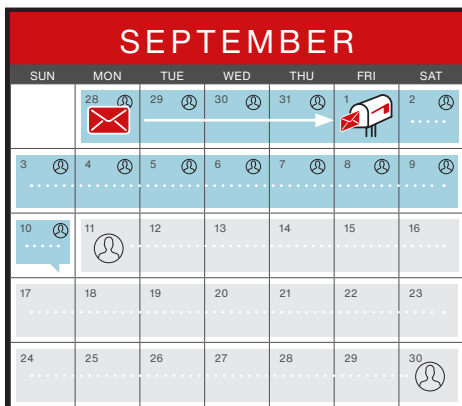 SEPTEMBER
SUN MON TUE WED THU FRI SAT
28 29 30 31 1 2
3 4 5 6 7 8 9
10 11 12 13 14 15 16
17 18 19 20 21 22 23
24 25 26 27 28 29 30